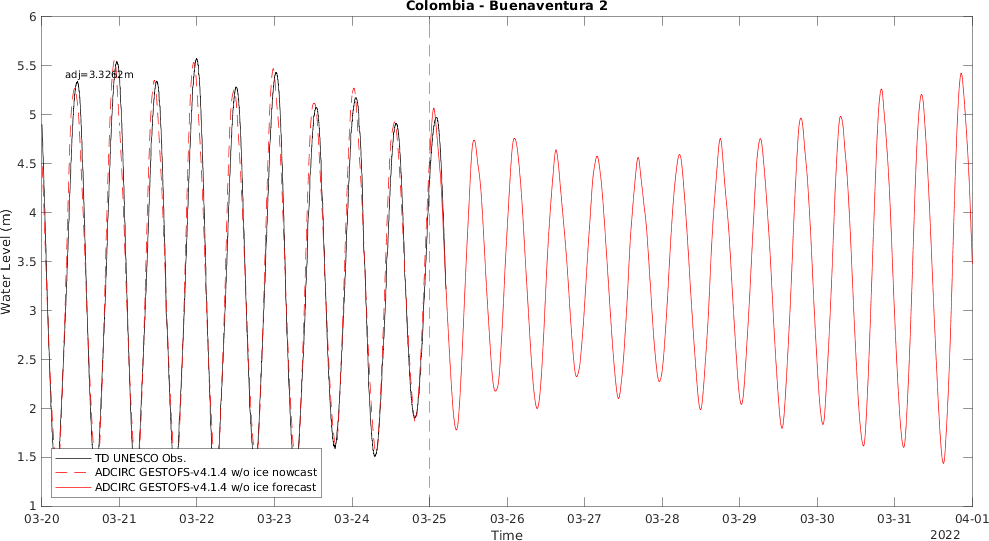 Colombia - Buenaventura 2
Water Level (m)
6
5.5
5
4.5
4
3.5
3
2.5
2
1.5
1
adj=3.3262m
TD UNESCO Obs.
ADCIRC GESTOFS-v4.1.4 w/o ice nowcast
ADCIRC GESTOFS-v4.1.4 w/o ice forecast
03-20 03-21 03-22 03-23 03-24 03-25 03-26 03-27 03-28 03-29 03-30 03-31 04-01
Time
2022